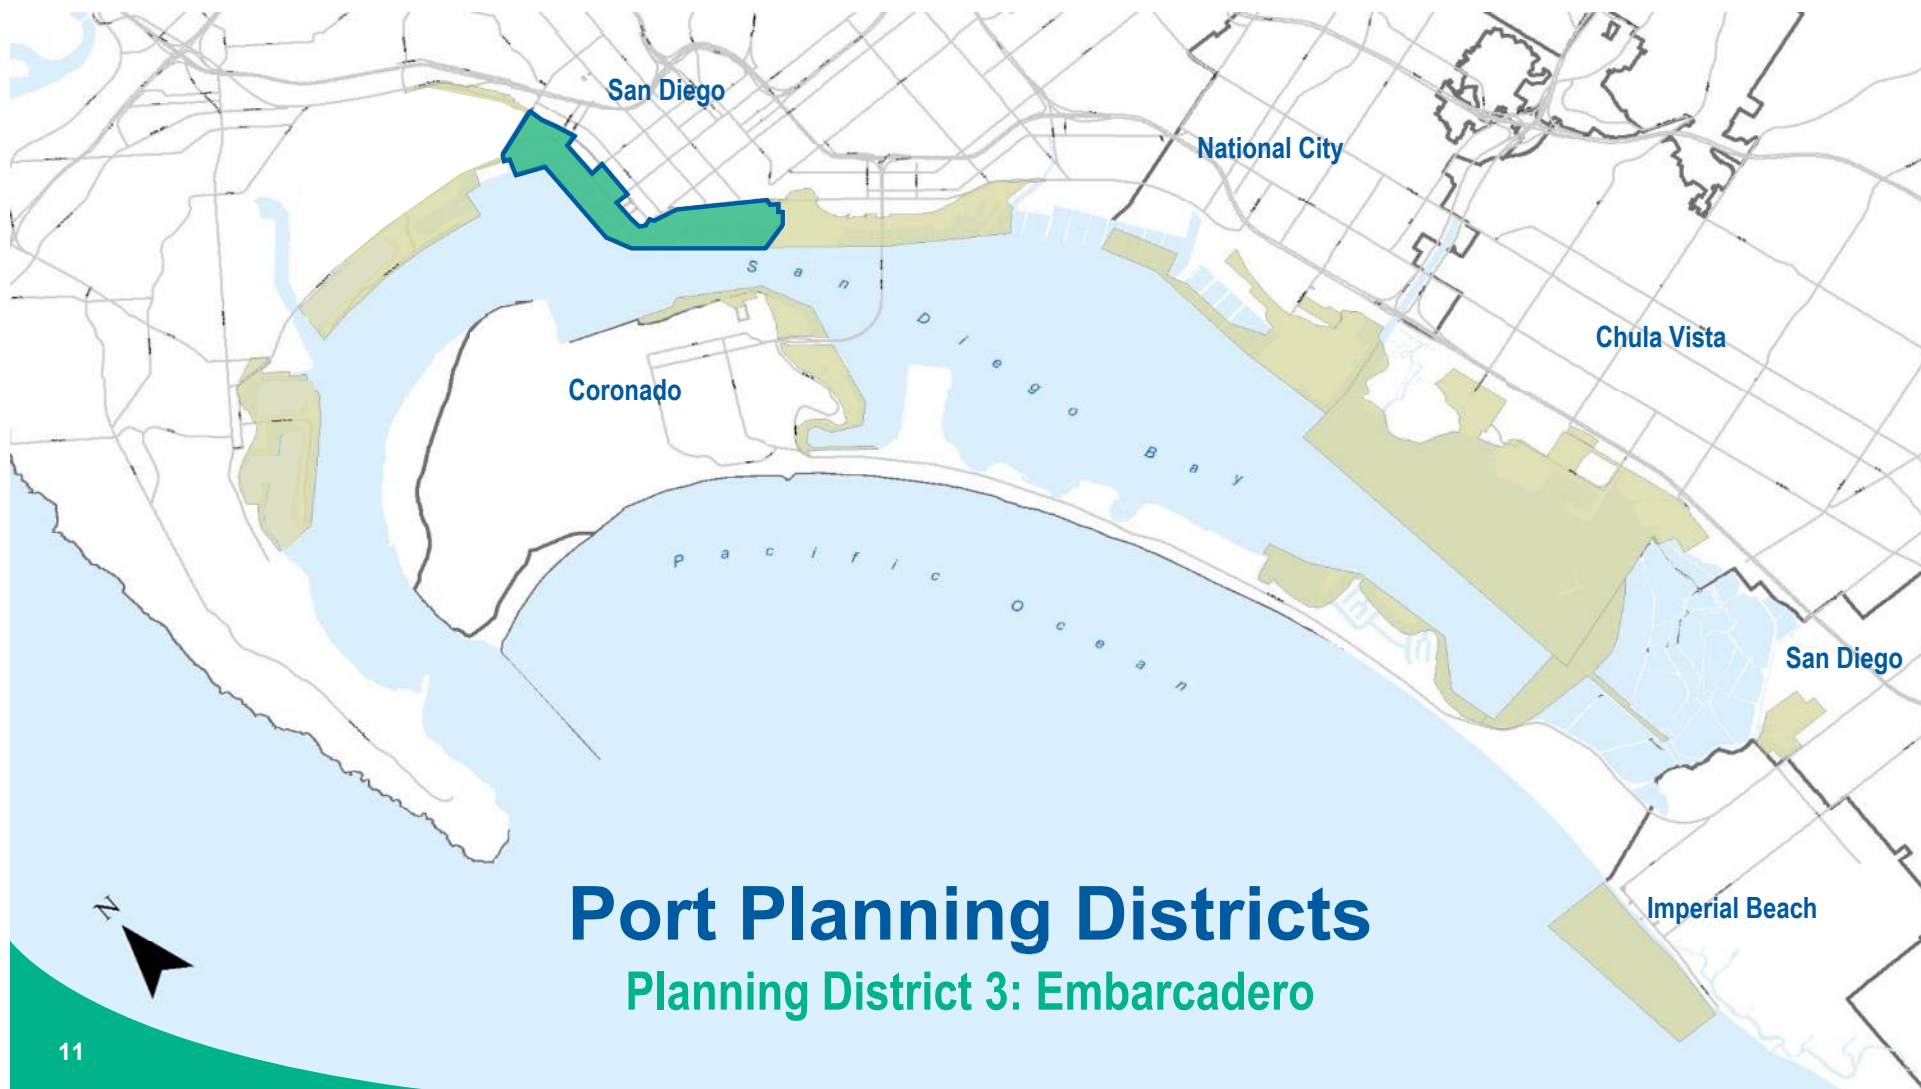 San Diego
National City
Chula Vista
Coronado
San Diego Bay
Pacific Ocean
San Diego
Imperial Beach
N
Port Planning Districts
Planning District 3: Embarcadero
11